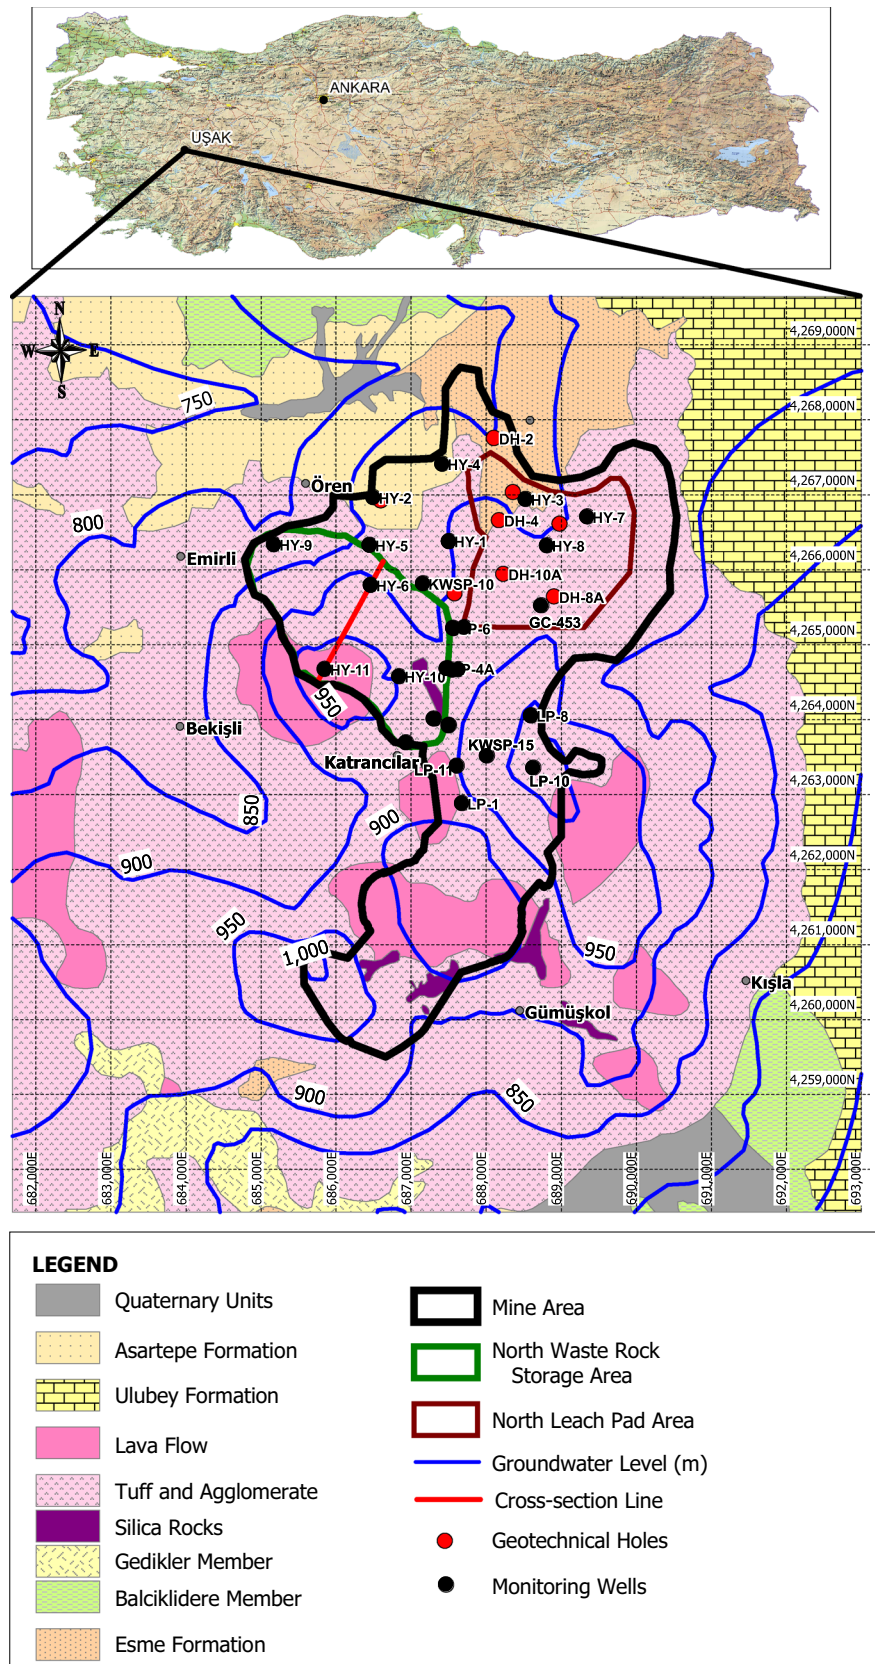 ANKARA
UŞAK
N
W E
S
4,269,000N
750
4,268,000N
DH-2
HY-4
4,267,000N
Ören
HY-2
HY-3
800
DH-4
HY-7
HY-9
HY-5
HY-1
HY-8
4,266,000N
Emirli
DH-10A
HY-6
KWSP-10
DH-8A
GC-453
P-6
4,265,000N
HY-11
HY-10
P-4A
950
4,264,000N
Bekişli
LP-8
KWSP-15
Katrancılar
LP-11
LP-10
4,263,000N
850
LP-1
900
900
4,262,000N
950
4,261,000N
1,000
950
Kışla
4,260,000N
Gümüşkol
4,259,000N
900
850
682,000E
683,000E
684,000E
685,000E
686,000E
687,000E
688,000E
689,000E
690,000E
691,000E
692,000E
693,000E
LEGEND
Quaternary Units
Asartepe Formation
Ulubey Formation
Lava Flow
Tuff and Agglomerate
Silica Rocks
Gedikler Member
Balciklidere Member
Esme Formation
Mine Area
North Waste Rock
Storage Area
North Leach Pad Area
Groundwater Level (m)
Cross-section Line
Geotechnical Holes
Monitoring Wells